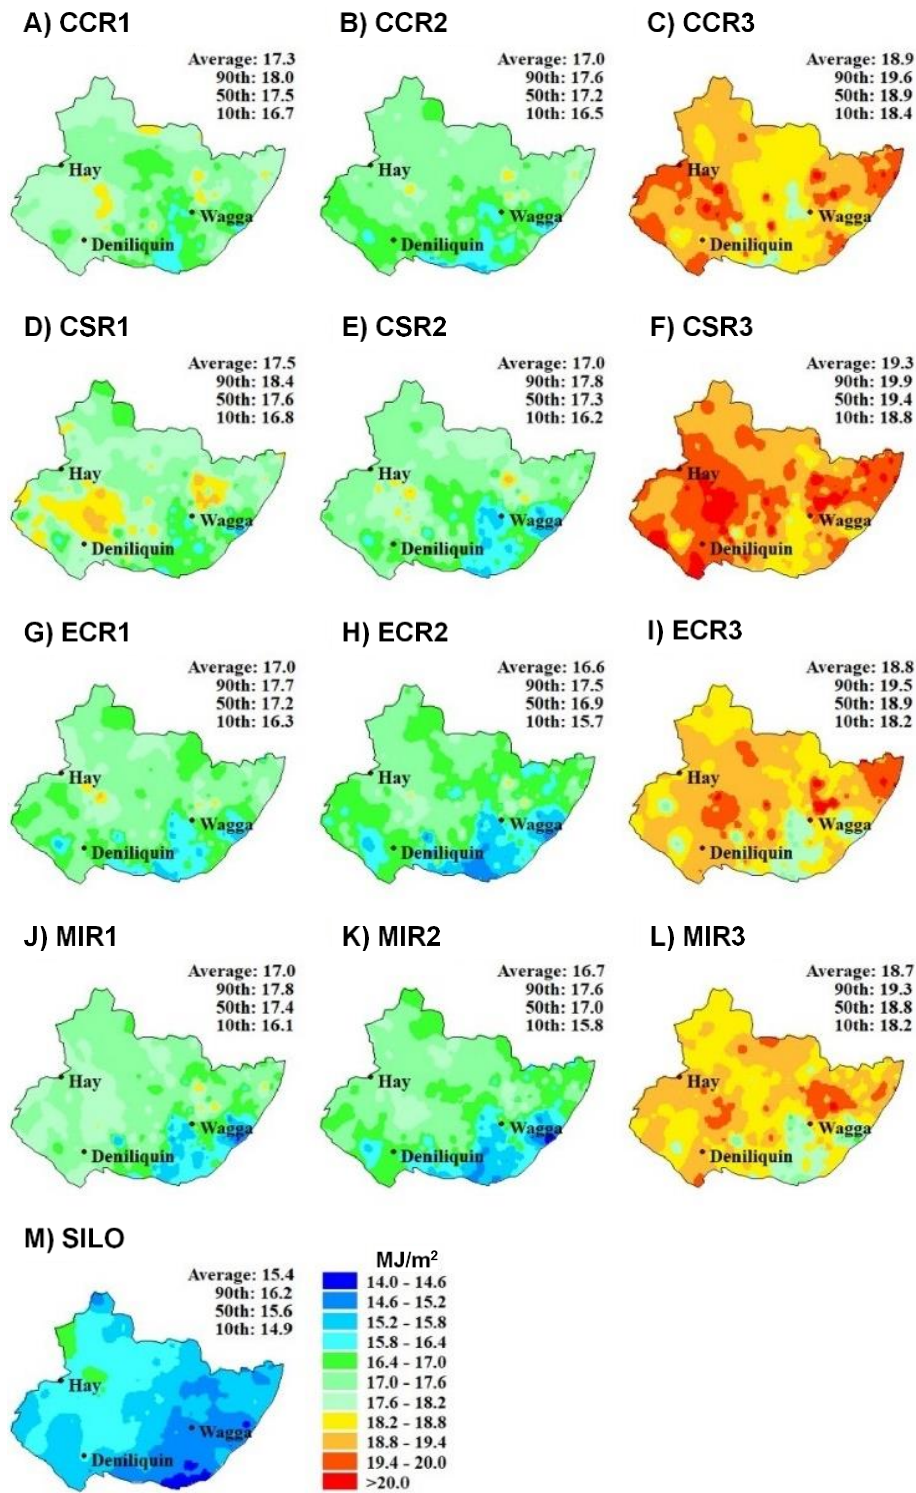 A) CCR1
Average: 17.3
90th: 18.0
50th: 17.5
10th: 16.7
Hay
Wagga
Deniliquin
B) CCR2
Average: 17.0
90th: 17.6
50th: 17.2
10th: 16.5
Hay
Wagga
Deniliquin
C) CCR3
Average: 18.9
90th: 19.6
50th: 18.9
10th: 18.4
Hay
Wagga
Deniliquin
D) CSR1
Average: 17.5
90th: 18.4
50th: 17.6
10th: 16.8
Hay
Wagga
Deniliquin
E) CSR2
Average: 17.0
90th: 17.8
50th: 17.3
10th: 16.2
Hay
Wagga
Deniliquin
F) CSR3
Average: 19.3
90th: 19.9
50th: 19.4
10th: 18.8
Hay
Wagga
Deniliquin
G) ECR1
Average: 17.0
90th: 17.7
50th: 17.2
10th: 16.3
Hay
Wagga
Deniliquin
H) ECR2
Average: 16.6
90th: 17.5
50th: 16.9
10th: 15.7
Hay
Wagga
Deniliquin
I) ECR3
Average: 18.8
90th: 19.5
50th: 18.9
10th: 18.2
Hay
Wagga
Deniliquin
J) MIR1
Average: 17.0
90th: 17.8
50th: 17.4
10th: 16.1
Hay
Wagga
Deniliquin
K) MIR2
Average: 16.7
90th: 17.6
50th: 17.0
10th: 15.8
Hay
Wagga
Deniliquin
L) MIR3
Average: 18.7
90th: 19.3
50th: 18.8
10th: 18.2
Hay
Wagga
Deniliquin
M) SILO
Average: 15.4
90th: 16.2
50th: 15.6
10th: 14.9
Hay
Wagga
Deniliquin
MJ/m²
14.0 - 14.6
14.6 - 15.2
15.2 - 15.8
15.8 - 16.4
16.4 - 17.0
17.0 - 17.6
17.6 - 18.2
18.2 - 18.8
18.8 - 19.4
19.4 - 20.0
>20.0